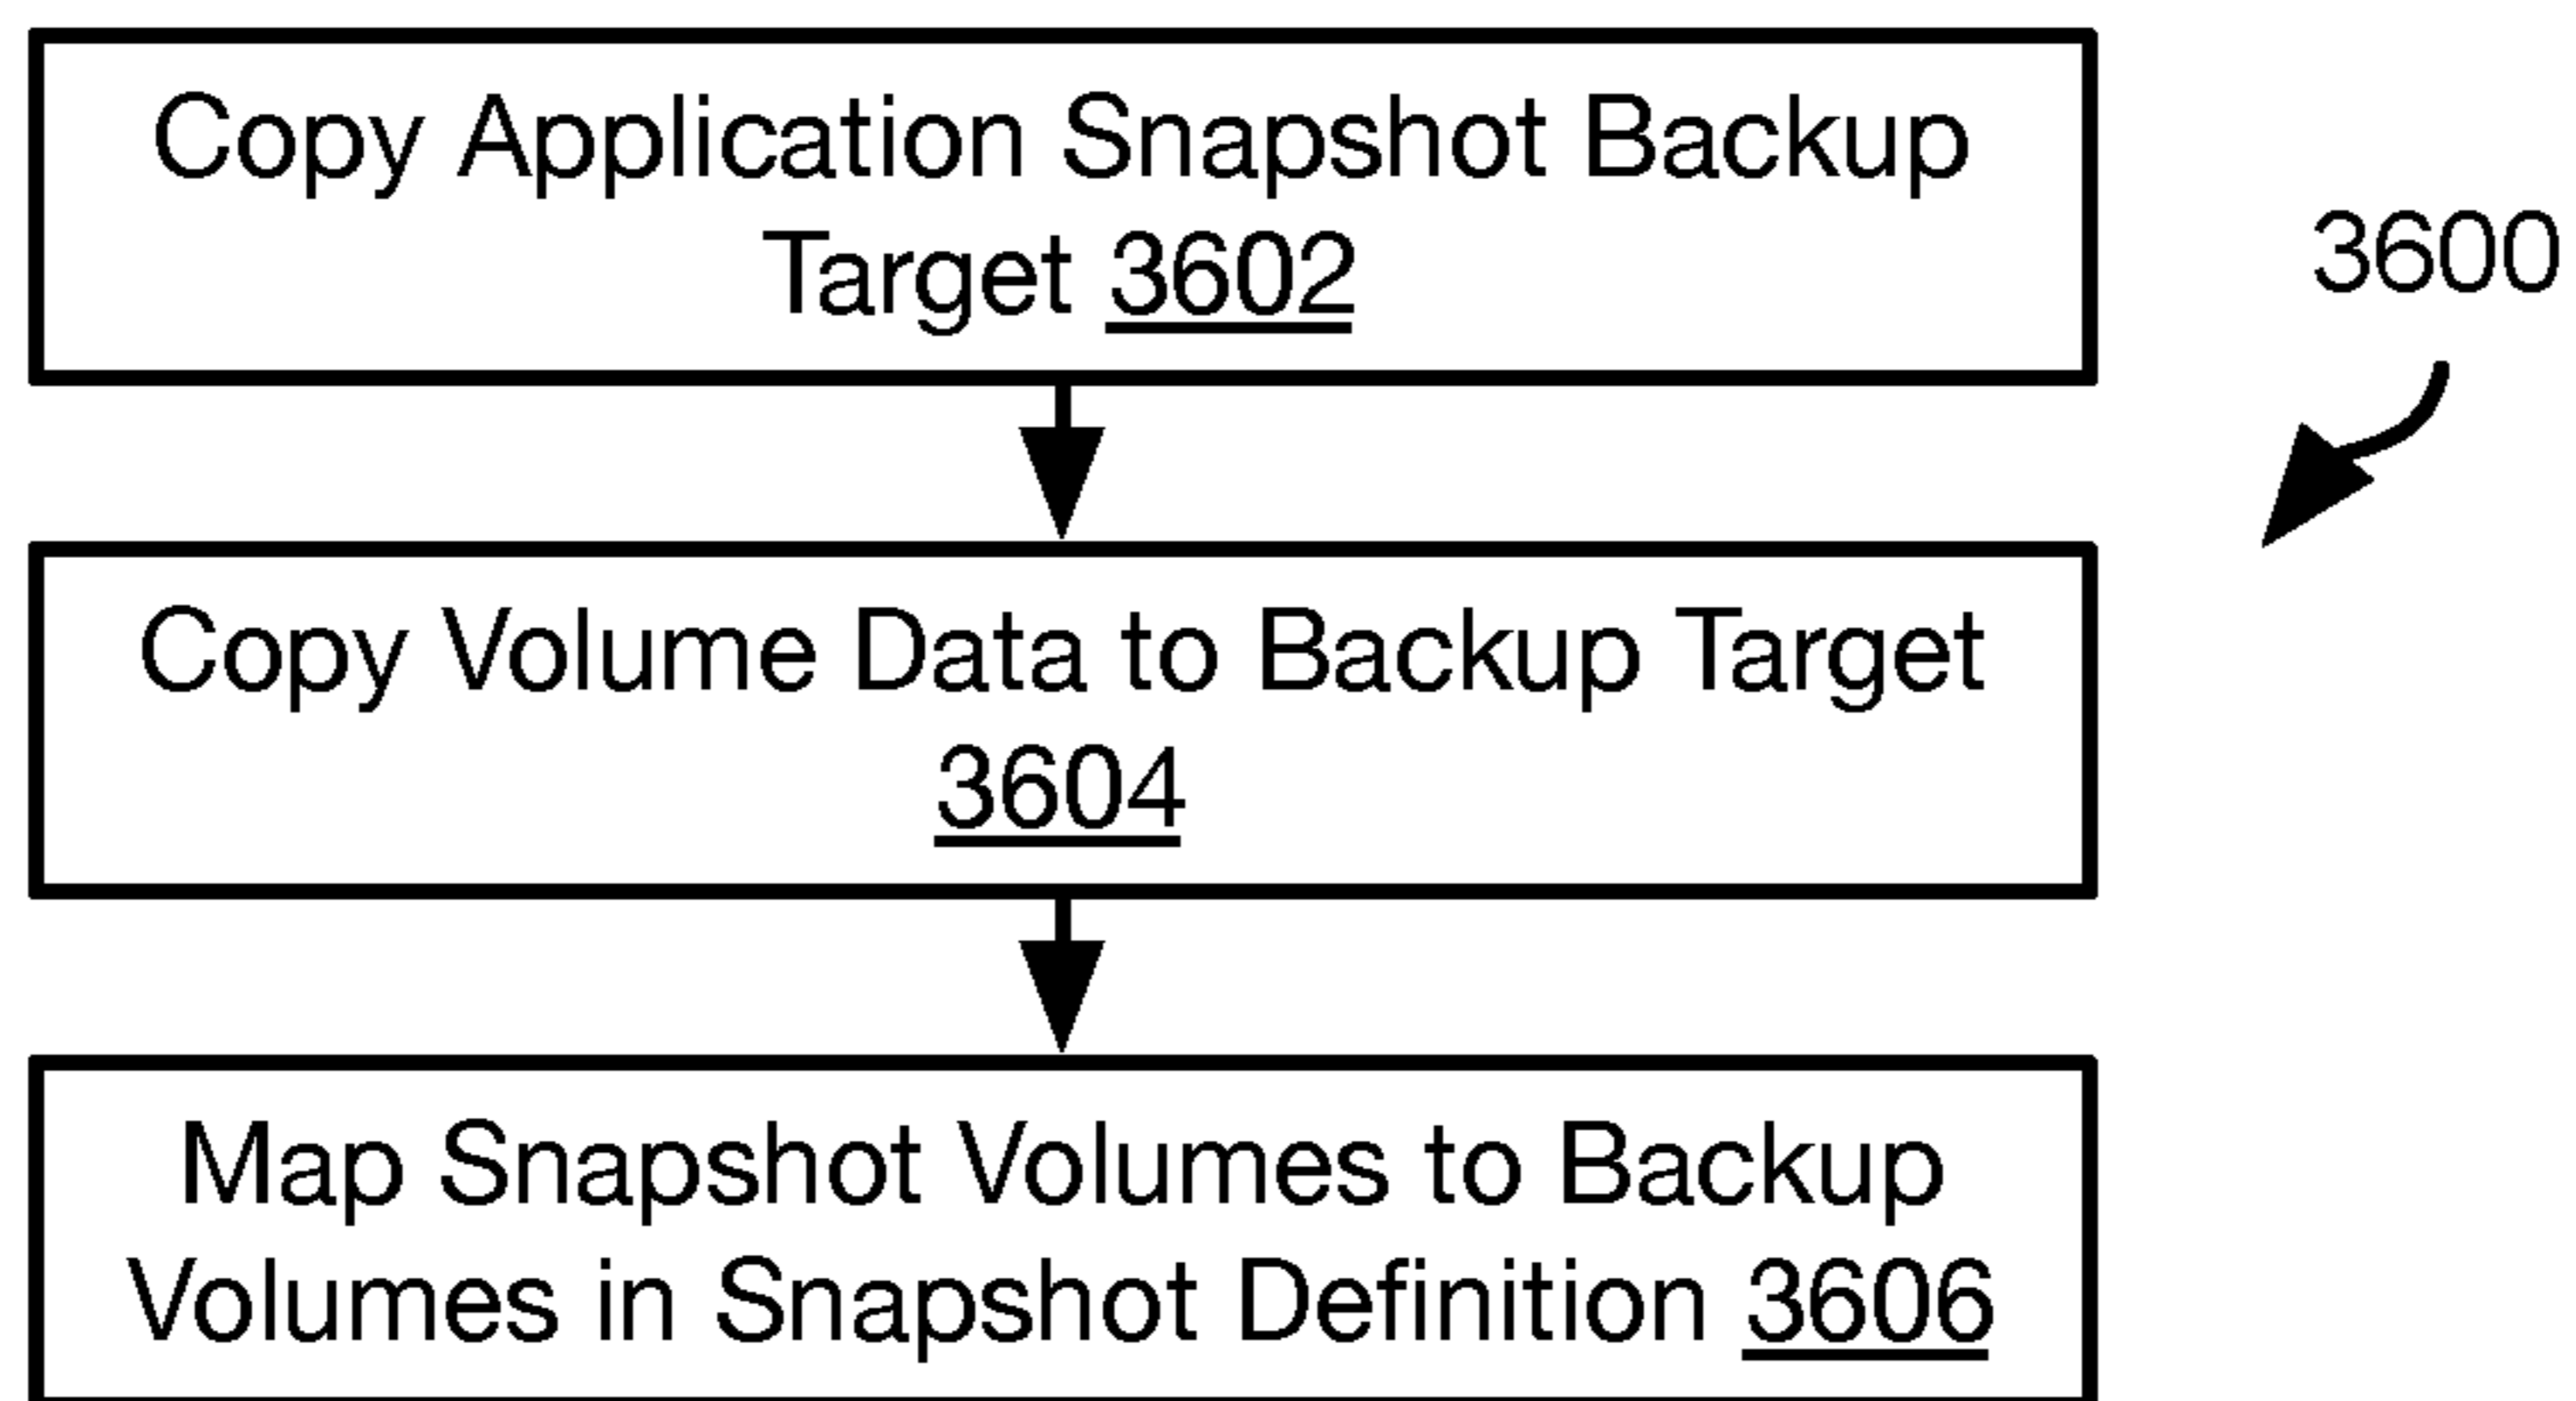 Copy Application Snapshot Backup
Target 3602
3600
Copy Volume Data to Backup Target
3604
Map Snapshot Volumes to Backup
Volumes in Snapshot Definition 3606